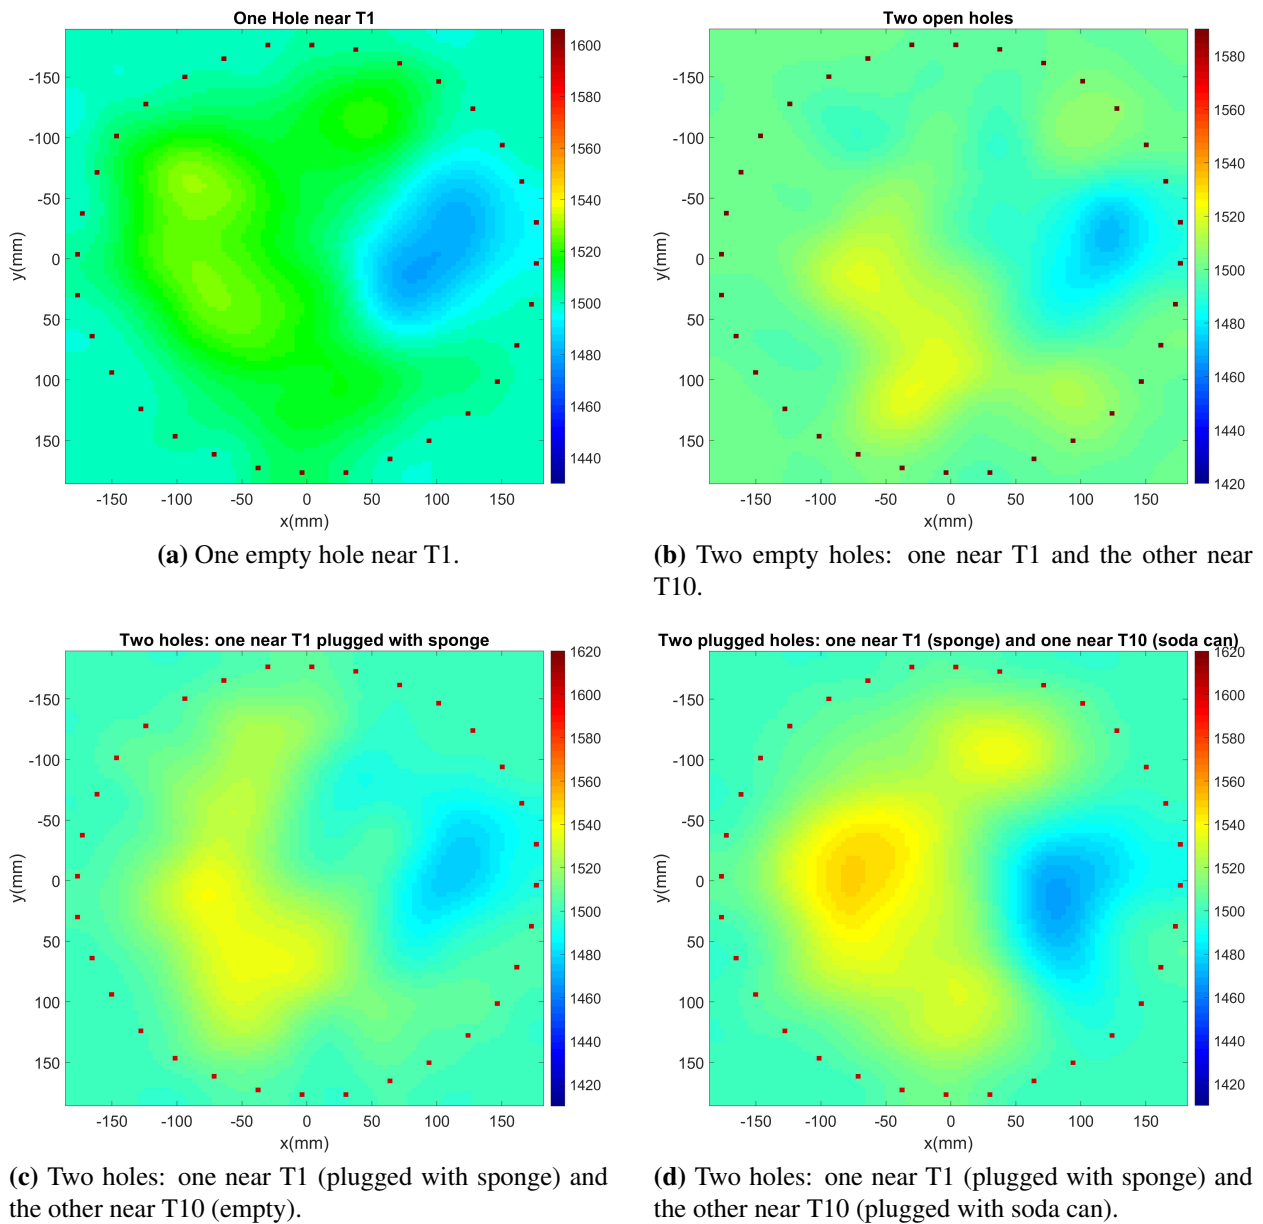 One Hole near T1
-150
-100
-50
0
50
100
150
y(mm)
-150 -100 -50 0 50 100 150
x(mm)
1600
1580
1560
1540
1520
1500
1480
1460
1440
(a) One empty hole near T1.
Two open holes
-150
-100
-50
0
50
100
150
y(mm)
-150 -100 -50 0 50 100 150
x(mm)
1580
1560
1540
1520
1500
1480
1460
1440
1420
(b) Two empty holes: one near T1 and the other near
T10.
Two holes: one near T1 plugged with sponge
-150
-100
-50
0
50
100
150
y(mm)
-150 -100 -50 0 50 100 150
x(mm)
1620
1600
1580
1560
1540
1520
1500
1480
1460
1440
1420
(c) Two holes: one near T1 (plugged with sponge) and
the other near T10 (empty).
Two plugged holes: one near T1 (sponge) and one near T10 (soda can)
-150
-100
-50
0
50
100
150
y(mm)
-150 -100 -50 0 50 100 150
x(mm)
1620
1600
1580
1560
1540
1520
1500
1480
1460
1440
1420
(d) Two holes: one near T1 (plugged with sponge) and
the other near T10 (plugged with soda can).